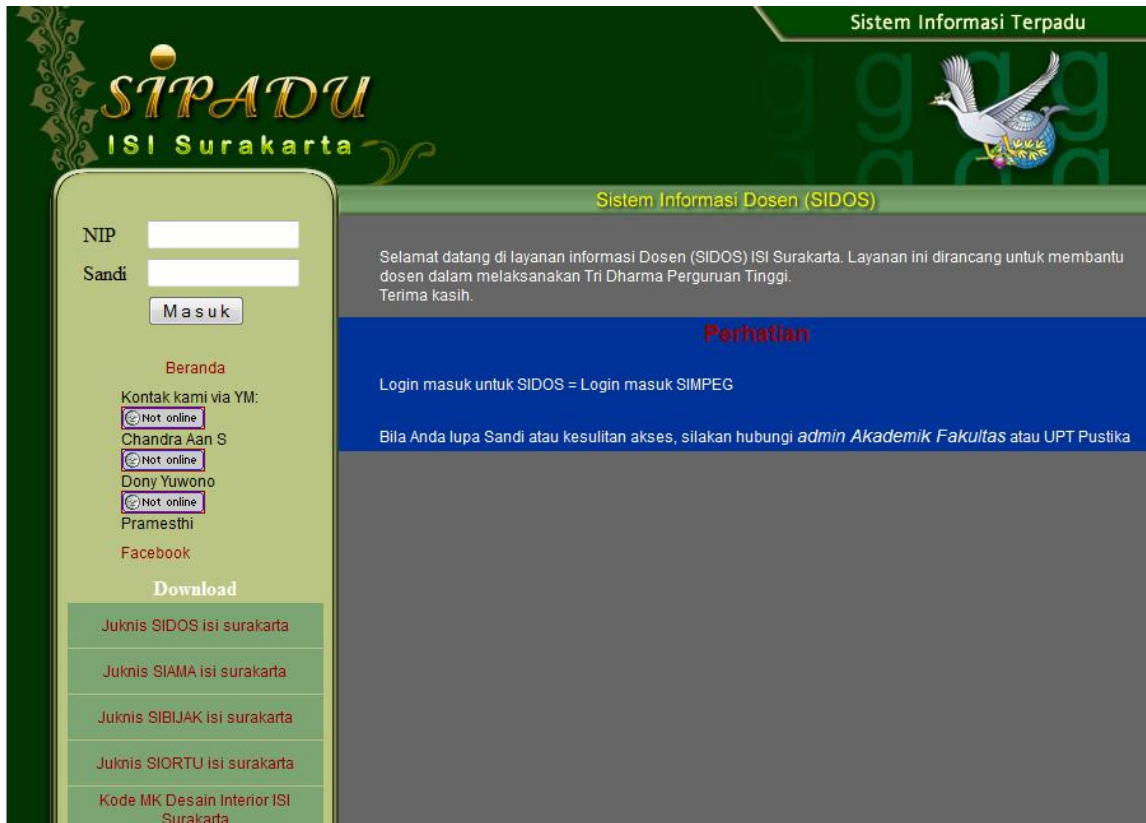 Sistem Informasi Terpadu
SIPADU
ISI Surakarta
Sistem Informasi Dosen (SIDOS)
NIP
Sandi
Masuk
Beranda
Kontak kami via YM:
Not online
Chandra Aan S
Not online
Dony Yuwono
Not online
Pramesthi
Facebook
Download
Juknis SIDOS isi surakarta
Juknis SIAMA isi surakarta
Juknis SIBIJAK isi surakarta
Juknis SIORTU isi surakarta
Kode MK Desain Interior ISI
Surakarta
Selamat datang di layanan informasi Dosen (SIDOS) ISI Surakarta. Layanan ini dirancang untuk membantu
dosen dalam melaksanakan Tri Dharma Perguruan Tinggi.
Terima kasih.
Perhatian
Login masuk untuk SIDOS = Login masuk SIMPEG
Bila Anda lupa Sandi atau kesulitan akses, silakan hubungi admin Akademik Fakultas atau UPT Pustika